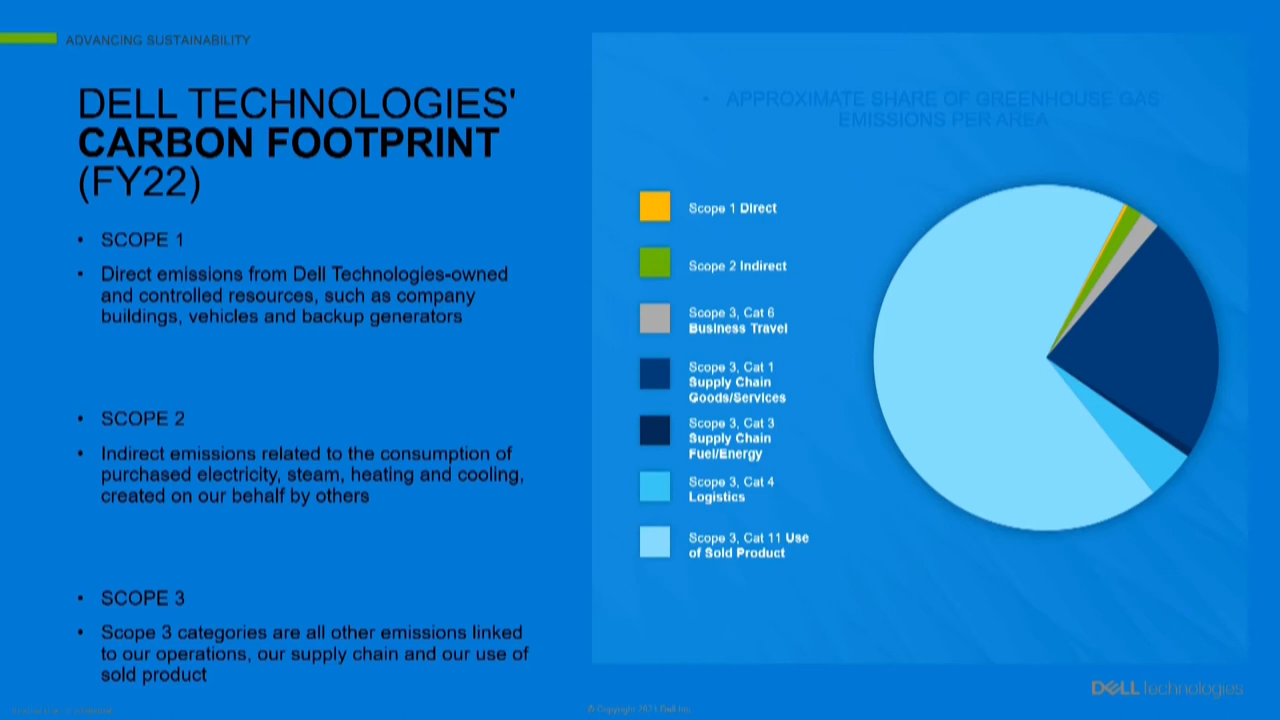 ADVANCING SUSTAINABILITY
DELL TECHNOLOGIES'
CARBON FOOTPRINT
(FY22)
• SCOPE 1
• Direct emissions from Dell Technologies-owned
and controlled resources, such as company
buildings, vehicles and backup generators
• SCOPE 2
• Indirect emissions related to the consumption of
purchased electricity, steam, heating and cooling,
created on our behalf by others
• SCOPE 3
• Scope 3 categories are all other emissions linked
to our operations, our supply chain and our use of
sold product
• APPROXIMATE SHARE OF GREENHOUSE GAS
EMISSIONS PER AREA
Scope 1 Direct
Scope 2 Indirect
Scope 3, Cat 6
Business Travel
Scope 3, Cat 1
Supply Chain
Goods/Services
Scope 3, Cat 3
Supply Chain
Fuel/Energy
Scope 3, Cat 4
Logistics
Scope 3, Cat 11 Use
of Sold Product
© Copyright 2021 Dell Inc.
DELL Technologies